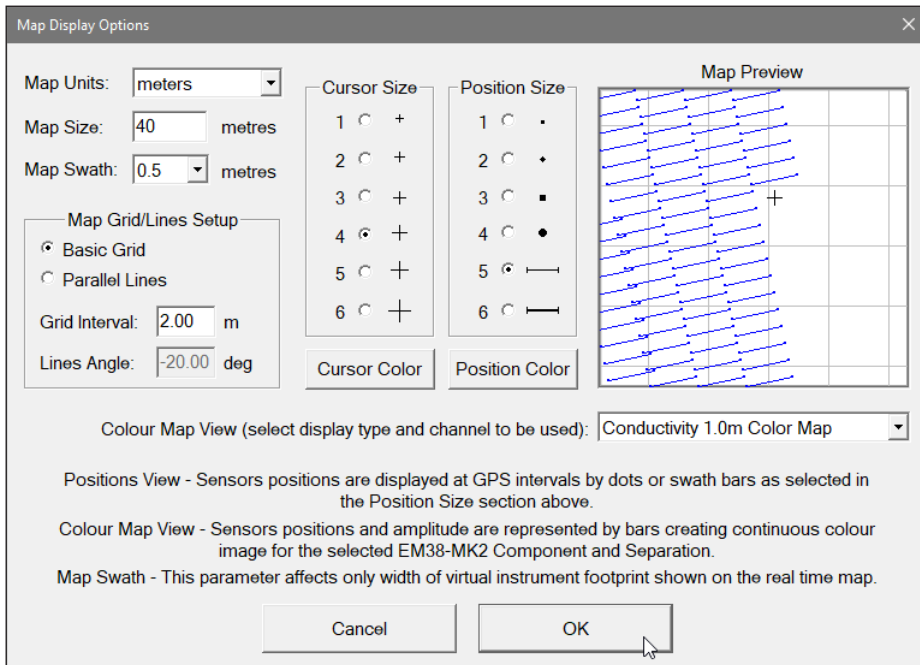 Map Display Options
Map Units: meters
Map Size: 40 metres
Map Swath: 0.5 metres
Map Grid/Lines Setup
Basic Grid
Parallel Lines
Grid Interval: 2.00 m
Lines Angle: -20.00 deg
Cursor Size
1
2
3
4
5
6
Cursor Color
Position Size
1
2
3
4
5
6
Position Color
Map Preview
Colour Map View (select display type and channel to be used): Conductivity 1.0m Color Map
Positions View - Sensors positions are displayed at GPS intervals by dots or swath bars as selected in
the Position Size section above.
Colour Map View - Sensors positions and amplitude are represented by bars creating continuous colour
image for the selected EM38-MK2 Component and Separation.
Map Swath - This parameter affects only width of virtual instrument footprint shown on the real time map.
Cancel
OK